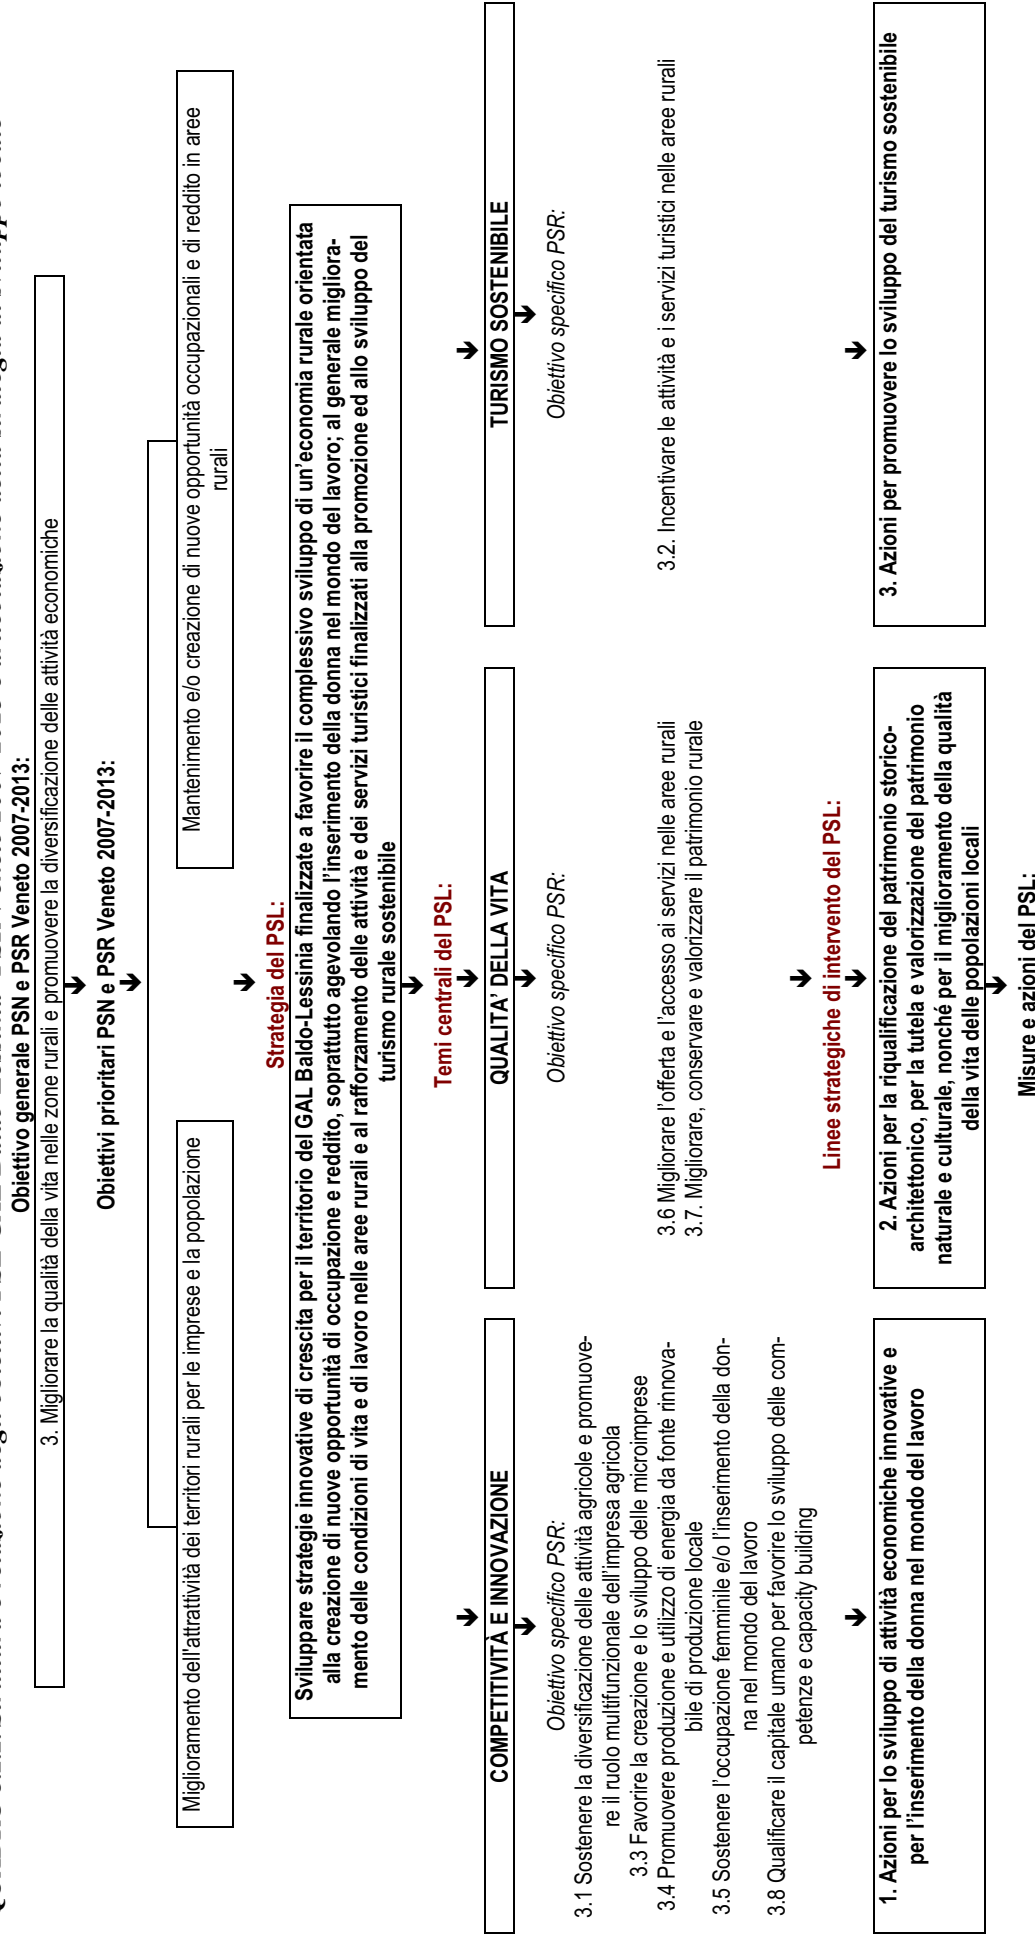 Obiettivo generale PSN e PSR Veneto 2007-2013:
3. Migliorare la qualità della vita nelle zone rurali e promuovere la diversificazione delle attività economiche
Obiettivi prioritari PSN e PSR Veneto 2007-2013:
Miglioramento dell'attrattività dei territori rurali per le imprese e la popolazione
Mantenimento e/o creazione di nuove opportunità occupazionali e di reddito in aree
rurali
Strategia del PSL:
Sviluppare strategie innovative di crescita per il territorio del GAL Baldo-Lessinia finalizzate a favorire il complessivo sviluppo di un'economia rurale orientata
alla creazione di nuove opportunità di occupazione e reddito, soprattutto agevolando l'inserimento della donna nel mondo del lavoro; al generale migliora-
mento delle condizioni di vita e di lavoro nelle aree rurali e al rafforzamento delle attività e dei servizi turistici finalizzati alla promozione ed allo sviluppo del
turismo rurale sostenibile
Temi centrali del PSL:
COMPETITIVITÀ E INNOVAZIONE
Obiettivo specifico PSR:
3.1 Sostenere la diversificazione delle attività agricole e promuove-
re il ruolo multifunzionale dell'impresa agricola
3.3 Favorire la creazione e lo sviluppo delle microimprese
3.4 Promuovere produzione e utilizzo di energia da fonte rinnova-
bile di produzione locale
3.5 Sostenere l'occupazione femminile e/o l'inserimento della don-
na nel mondo del lavoro
3.8 Qualificare il capitale umano per favorire lo sviluppo delle com-
petenze e capacity building
QUALITA' DELLA VITA
Obiettivo specifico PSR:
3.6 Migliorare l'offerta e l'accesso ai servizi nelle aree rurali
3.7. Migliorare, conservare e valorizzare il patrimonio rurale
TURISMO SOSTENIBILE
Obiettivo specifico PSR:
3.2. Incentivare le attività e i servizi turistici nelle aree rurali
Linee strategiche di intervento del PSL:
1. Azioni per lo sviluppo di attività economiche innovative e
per l'inserimento della donna nel mondo del lavoro
2. Azioni per la riqualificazione del patrimonio storico-
architettonico, per la tutela e valorizzazione del patrimonio
naturale e culturale, nonché per il miglioramento della qualità
della vita delle popolazioni locali
3. Azioni per promuovere lo sviluppo del turismo sostenibile
Misure e azioni del PSL: